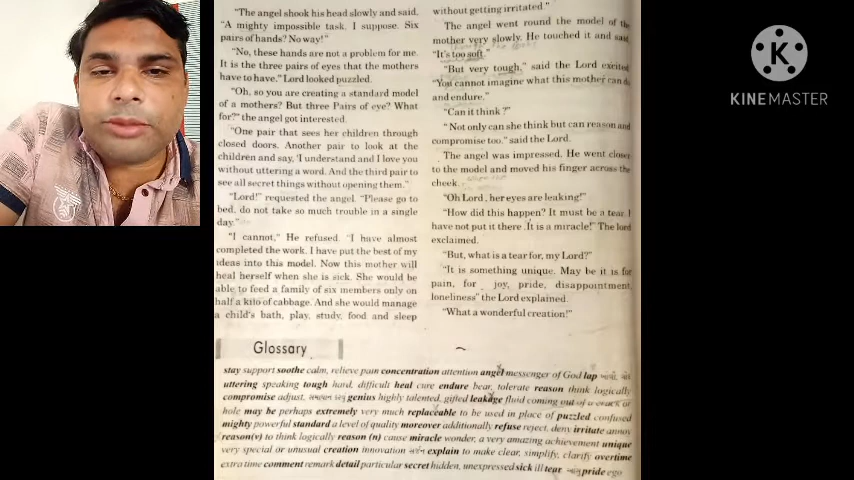 "The angel shook his head slowly and said,
"A mighty impossible task, I suppose. Six
pairs of hands? No way!"
"No, these hands are not a problem for me.
It is the three pairs of eyes that the mothers
have to have." Lord looked puzzled.
"Oh, so you are creating a standard model
of a mothers? But three Pairs of eye? What
for?" the angel got interested.
"One pair that sees her children through
closed doors. Another pair to look at the
children and say, 'I understand and I love you
without uttering a word. And the third pair to
see all secret things without opening them."
"Lord!" requested the angel. "Please go to
bed, do not take so much trouble in a single
day."
"I cannot," He refused. "I have almost
completed the work. I have put the best of my
ideas into this model. Now this mother will
heal herself when she is sick. She would be
able to feed a family of six members only on
half a kilo of cabbage. And she would manage
a child's bath, play, study, food and sleep
without getting irritated."
The angel went round the model of the
mother very slowly. He touched it and said,
"It's too soft."
"But very tough," said the Lord excited
"You cannot imagine what this mother can do
and endure."
"Can it think?"
"Not only can she think but can reason and
compromise too." said the Lord.
The angel was impressed. He went closer
to the model and moved his finger across the
cheek.
"Oh Lord, her eyes are leaking!"
"How did this happen? It must be a tear. I
have not put it there. It is a miracle!" The lord
exclaimed.
"But, what is a tear for, my Lord?"
"It is something unique. May be it is for
pain, for joy, pride, disappointment,
loneliness" the Lord explained.
"What a wonderful creation!"
Glossary
stay support soothe calm, relieve pain concentration attention angel messenger of God lap
uttering speaking tough hard, difficult heal cure endure bear, tolerate reason think logically
compromise adjust, genius highly talented, gifted leakage fluid coming out of a crack or
hole may be perhaps extremely very much replaceable to be used in place of puzzled confused
mighty powerful standard a level of quality moreover additionally refuse reject, deny irritate annoy
reason(v) to think logically reason (n) cause miracle wonder, a very amazing achievement unique
very special or unusual creation innovation explain to make clear, simplify, clarify overtime
extra time comment remark detail particular secret hidden, unexpressed sick ill tear pride ego
K
KINEMASTER